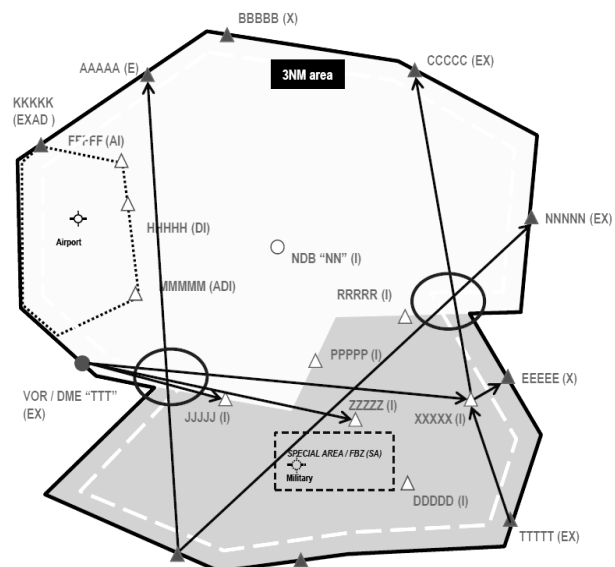 BBBBB (X)
CCCCC (EX)
AAAAA (E)
3NM area
KKKKK
(EXAD )
(AI)
NNNNN (EX)
HHHHH (DI)
Airport
NDB “NN” (I)
MMMMM (ADI)
RRRRR (I)
PPPPP (I)
EEEEE (X)
VOR / DME “TTT”
(EX)
JJJJJ (I)
ZZZZZ (I)
XXXXX (I)
SPECIAL AREA / FBZ (SA)
Military
DDDDD (I)
TTTTT (EX)